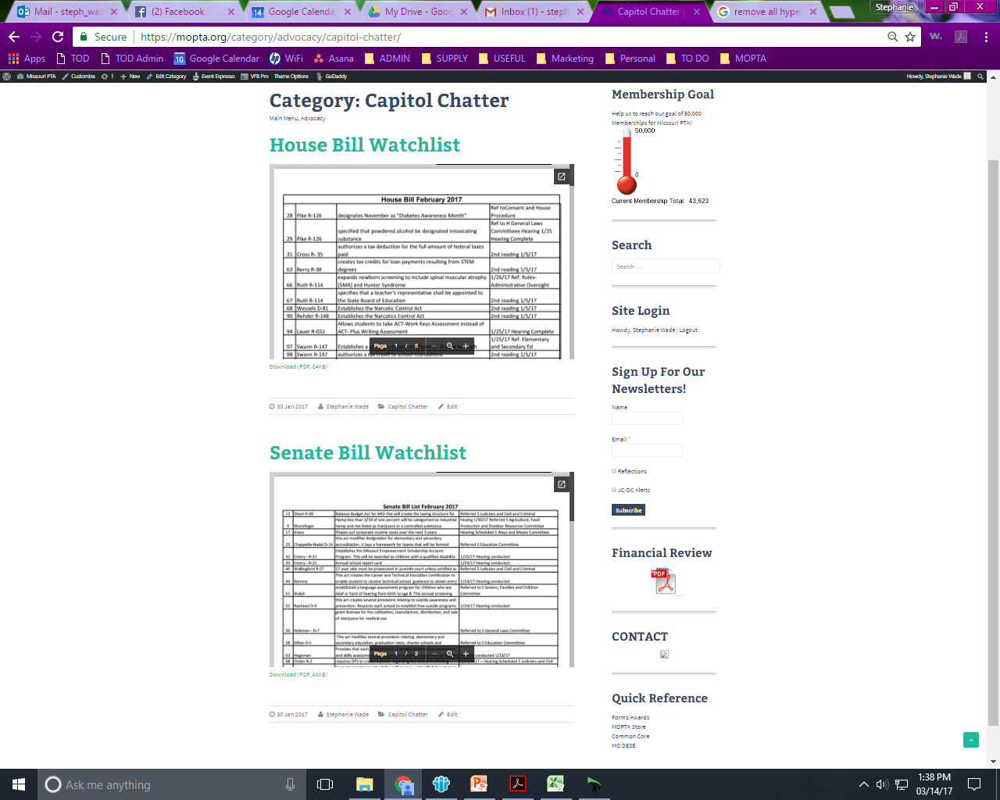 Mail - steph_wad
(2) Facebook
Google Calenda
My Drive - Goog
Inbox (1) - steph
Capitol Chatter |
remove all hyper
Stephanie
Secure
https://mopta.org/category/advocacy/capitol-chatter/
Apps
TOD
TOD Admin
Google Calendar
WiFi
Asana
ADMIN
SUPPLY
USEFUL
Marketing
Personal
TO DO
MOPTA
Missouri PTA
Customize
1
New
Edit Category
Event Espresso
VFB Pro
Theme Options
GoDaddy
Howdy, Stephanie Wade
Category: Capitol Chatter
Main Menu, Advocacy
House Bill Watchlist
House Bill February 2017
28 Pike R-126 designates November as "Diabetes Awareness Month" Ref toConsent and House Procedure
29 Pike R-126 specified that powdered alcohol be designated intoxicating substance Ref to H General Laws Committeee Hearing 1/25 Hearing Complete
31 Cross R- 35 authorizes a tax deduction for the full amount of federal taxes paid 2nd reading 1/5/17
63 Berry R-38 creates tax credits for loan payments resulting from STEM degrees 2nd reading 1/5/17
66 Ruth R-114 expands newborn screening to include spinal muscular atrophy (SMA) and Hunter Syndrome 1/26/17 Ref: Rules- Administrative Oversight
67 Ruth R-114 specifies that a teacher's representative shall be appointed to the State Board of Education 2nd reading 1/5/17
68 Wessels D-81 Establishes the Narcotic Control Act 2nd reading 1/5/17
90 Rehder R-148 Establishes the Narcotics Control Act 2nd reading 1/5/17
94 Lauer R-032 Allows students to take ACT-Work Keys Assessment instead of ACT- Plus Writing Assessment 1/25/17 Hearing Complete
97 Swann R-147 Establishes a 1/25/17 Ref: Elementary and Secondary Ed
98 Swann R-147 authorizes a tax credit to school foundations 2nd reading 1/5/17
Page 1 / 5
Download (PDF, 84KB)
30 Jan 2017 Stephanie Wade Capitol Chatter Edit
Senate Bill Watchlist
Senate Bill List February 2017
13 Dixon R-30 Balance Budget Act for MO- this will create the taxing structure for Referred S Judiciary and Civil and Criminal
9 Munzlinger Hemp less than 3/10 of one percent will be categorized as industrial hemp and not listed as marijuana or a controlled substance. Hearing 1/30/17 Referred S Agriculture, Food Production and Outdoor Resources Committee
17 Kraus Phases out corporate income taxes over the next 3 years Hearing Scheduled S Ways and Means Committee
23 Chappelle-Nadel D-14 this act modifies designation for elementary and secondary accreditation. It lays a framework for teams that will be formed Referred S Education Committee
32 Emery - R-31 Establishes the Missouri Empowerment Scholarship Account Program. This will be awarded to children with a qualified disability 1/25/17 Hearing conducted
33 Emery - R-31 Annual school report card 1/24/17 Hearing conducted
40 Wallingford R-27 17 year olds must be prosecuted in juvenile court unless certified as Referred S Judiciary and Civil and Criminal
44 Romine This act creates the Career and Technical Education Certification to enable student to receive technical school guidance to obtain entry 1/24/17 Hearing conducted
51 Walsh established a language assessment program for children who are deaf or hard of hearing from birth to age 8. This annual screening Referred to S Seniors, Families and Children Committee
52 Nasheed D-5 this act creates several provisions relating to suicide awareness and prevention. Requires each school to establish free suicide programs 1/24/17 Hearing conducted
56 Holsman - D-7 grant licenses for the cultivation, manufacture, distribution, and sale of marijuana for medical use. Referred to S General Laws Committee
58 Sifton D-1 This act modifies several provisions relating elementary and secondary education, graduation rates, charter schools and Referred to S Education Committee
63 Hegeman Provides that each and skills assessm conducted 1/23/17
68 Onder R-2 requires DPS to Hearing Scheduled S Judiciary and Civil
Page 1 / 2
Download (PDF, 41KB)
30 Jan 2017 Stephanie Wade Capitol Chatter Edit
Membership Goal
Help us to reach our goal of 50,000
Memberships for Missouri PTA!
50,000
0
Current Membership Total: 43,623
Search
Search …
Site Login
Howdy, Stephanie Wade | Logout
Sign Up For Our
Newsletters!
Name
Email *
Reflections
JC/DC Alerts
Subscribe
Financial Review
PDF
CONTACT
Quick Reference
Forms/Awards
MOPTA Store
Common Core
MO DESE
Ask me anything
1:38 PM
03/14/17